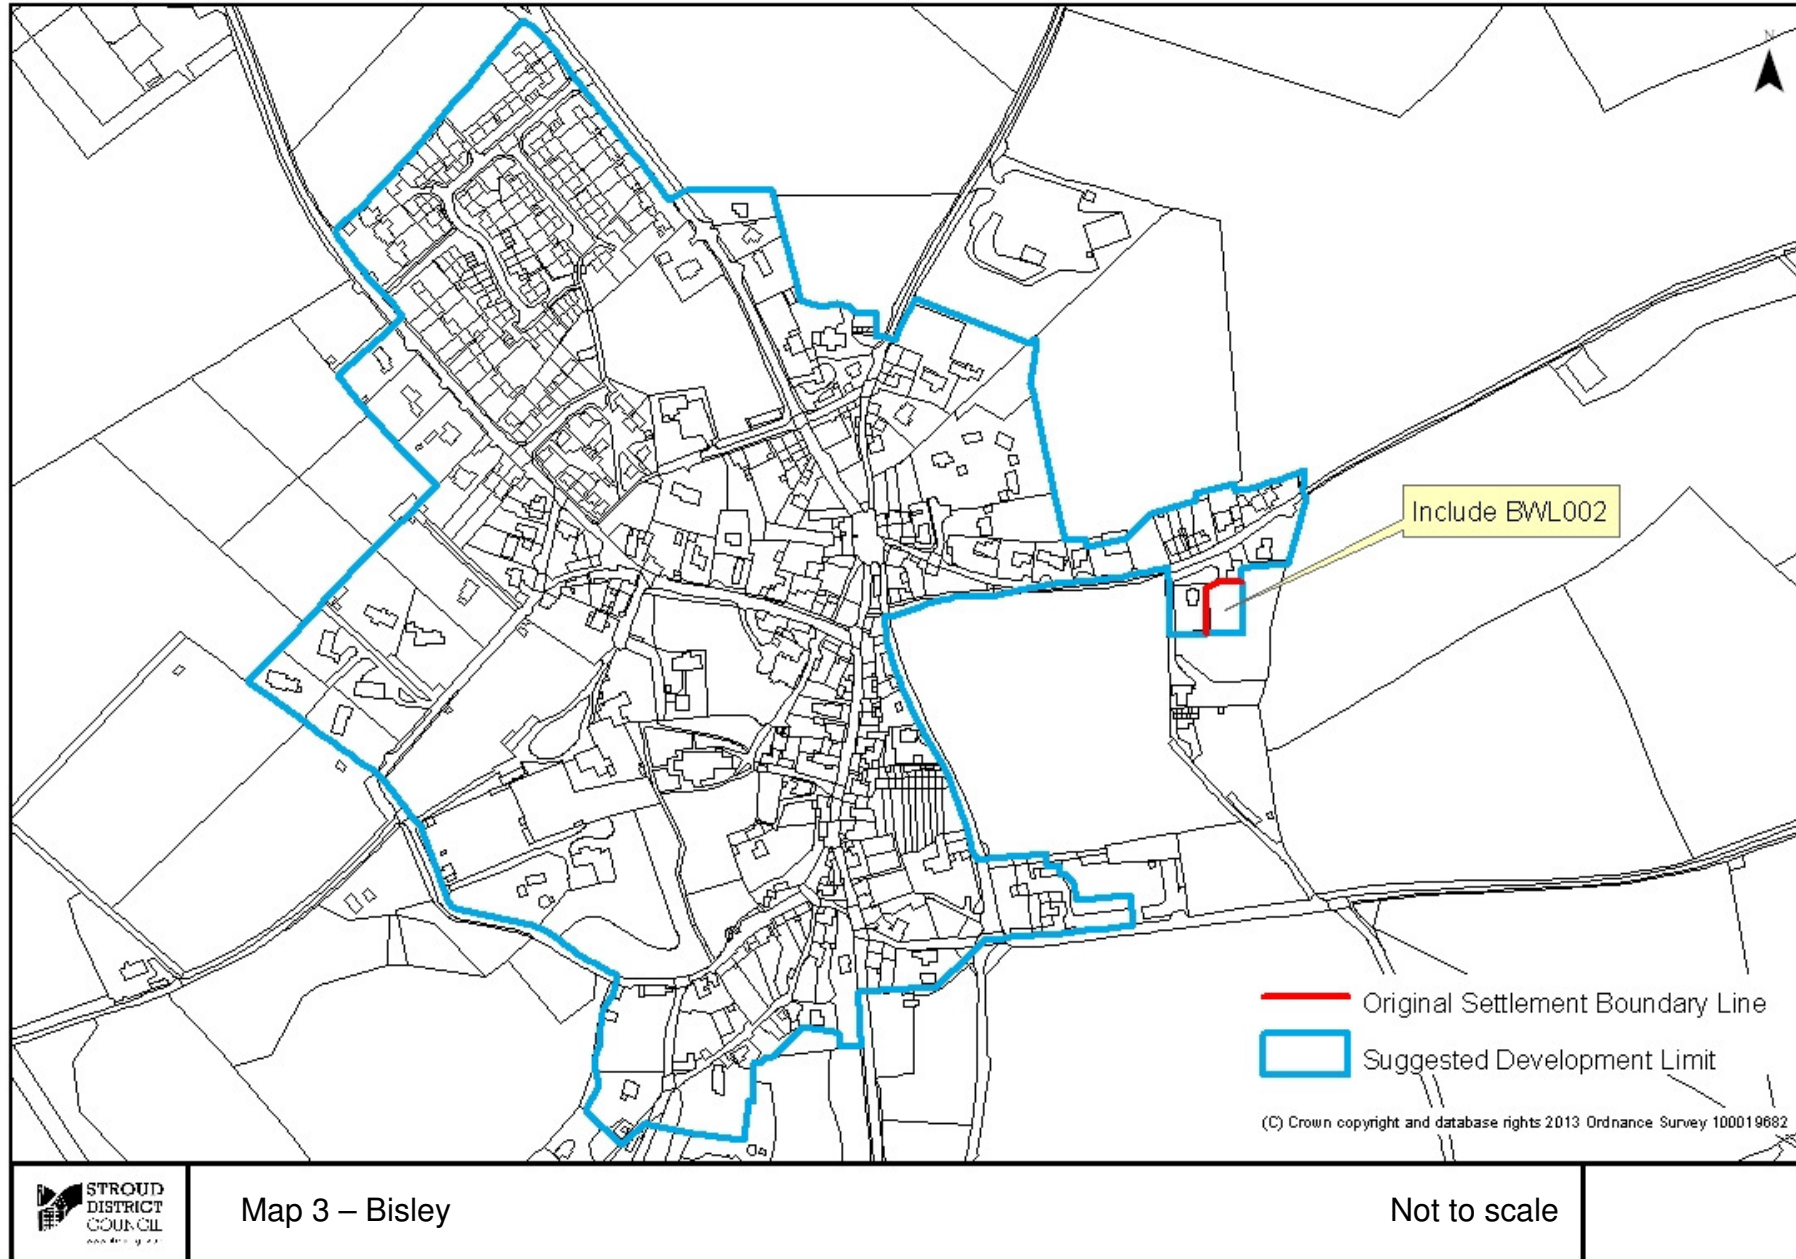 N
Include BWL002
Original Settlement Boundary Line
Suggested Development Limit
(C) Crown copyright and database rights 2013 Ordnance Survey 100019682
STROUD
DISTRICT
COUNCIL
Map 3 – Bisley
Not to scale